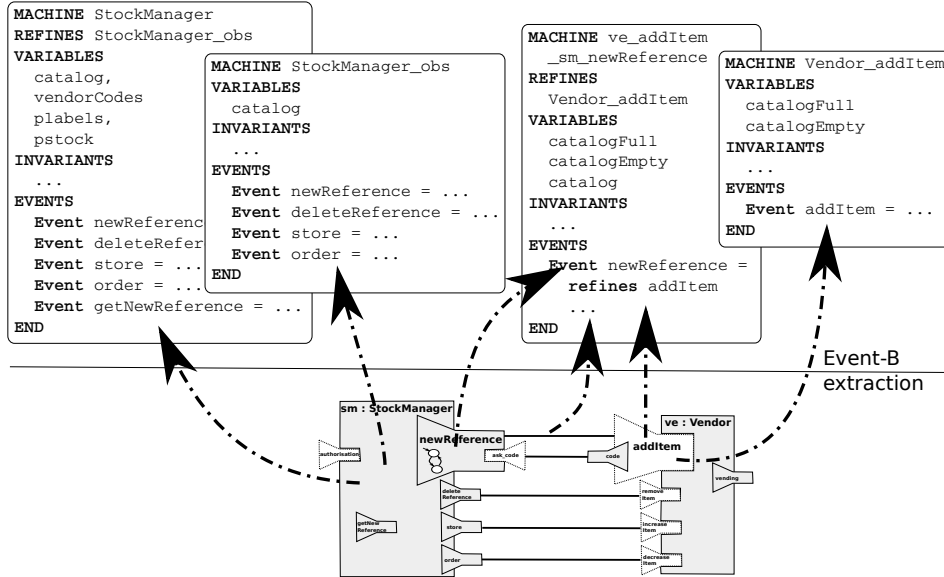 MACHINE StockManager
REFINES StockManager_obs
VARIABLES
catalog,
vendorCodes
plabels,
pstock
INVARIANTS
...
EVENTS
Event newReferenc
Event deleteRefer
Event store = ...
Event order = ...
Event getNewReference = ...
END
MACHINE StockManager_obs
VARIABLES
catalog
INVARIANTS
...
EVENTS
Event newReference = ...
Event deleteReference = ...
Event store = ...
Event order = ...
END
MACHINE ve_addItem
_sm_newReference
REFINES
Vendor_addItem
VARIABLES
catalogFull
catalogEmpty
catalog
INVARIANTS
...
EVENTS
Event newReference =
refines addItem
...
END
MACHINE Vendor_addItem
VARIABLES
catalogFull
catalogEmpty
INVARIANTS
...
EVENTS
Event addItem = ...
END
Event-B
extraction
sm : StockManager
ve : Vendor
authorisation
newReference
ask_code
code
addItem
vending
delete
Reference
remove
Item
getNew
Reference
store
increase
Item
order
decrease
Item